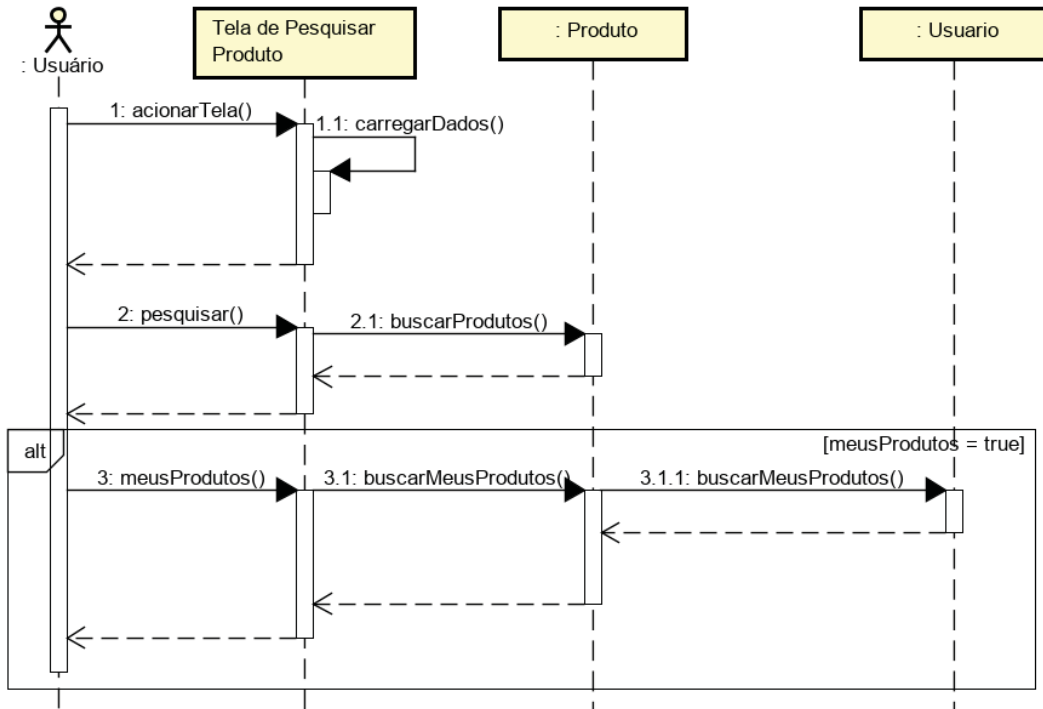 : Usuário
Tela de Pesquisar
Produto
: Produto
: Usuario
1: acionarTela()
1.1: carregarDados()
2: pesquisar()
2.1: buscarProdutos()
alt
[meusProdutos = true]
3: meusProdutos()
3.1: buscarMeusProdutos()
3.1.1: buscarMeusProdutos()